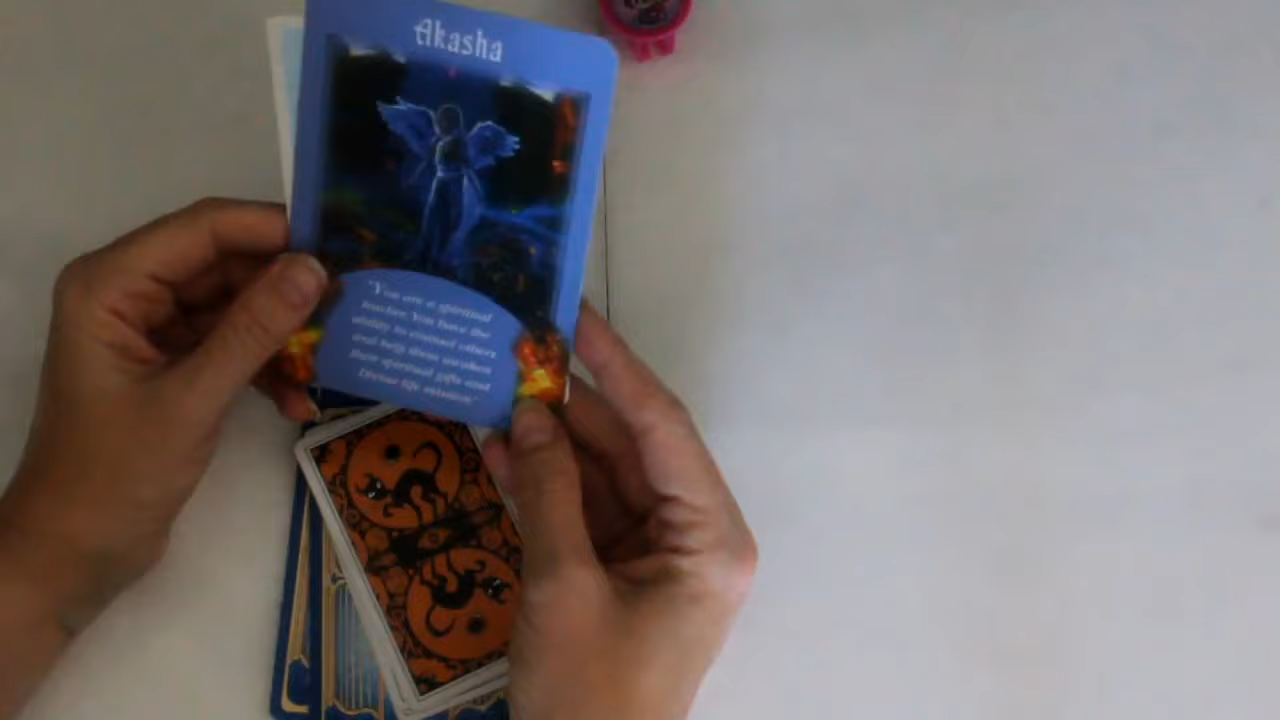 Akasha
"You are a spiritual
teacher. You have the
ability to counsel others
and help them awaken
their spiritual gifts and
Divine life mission"